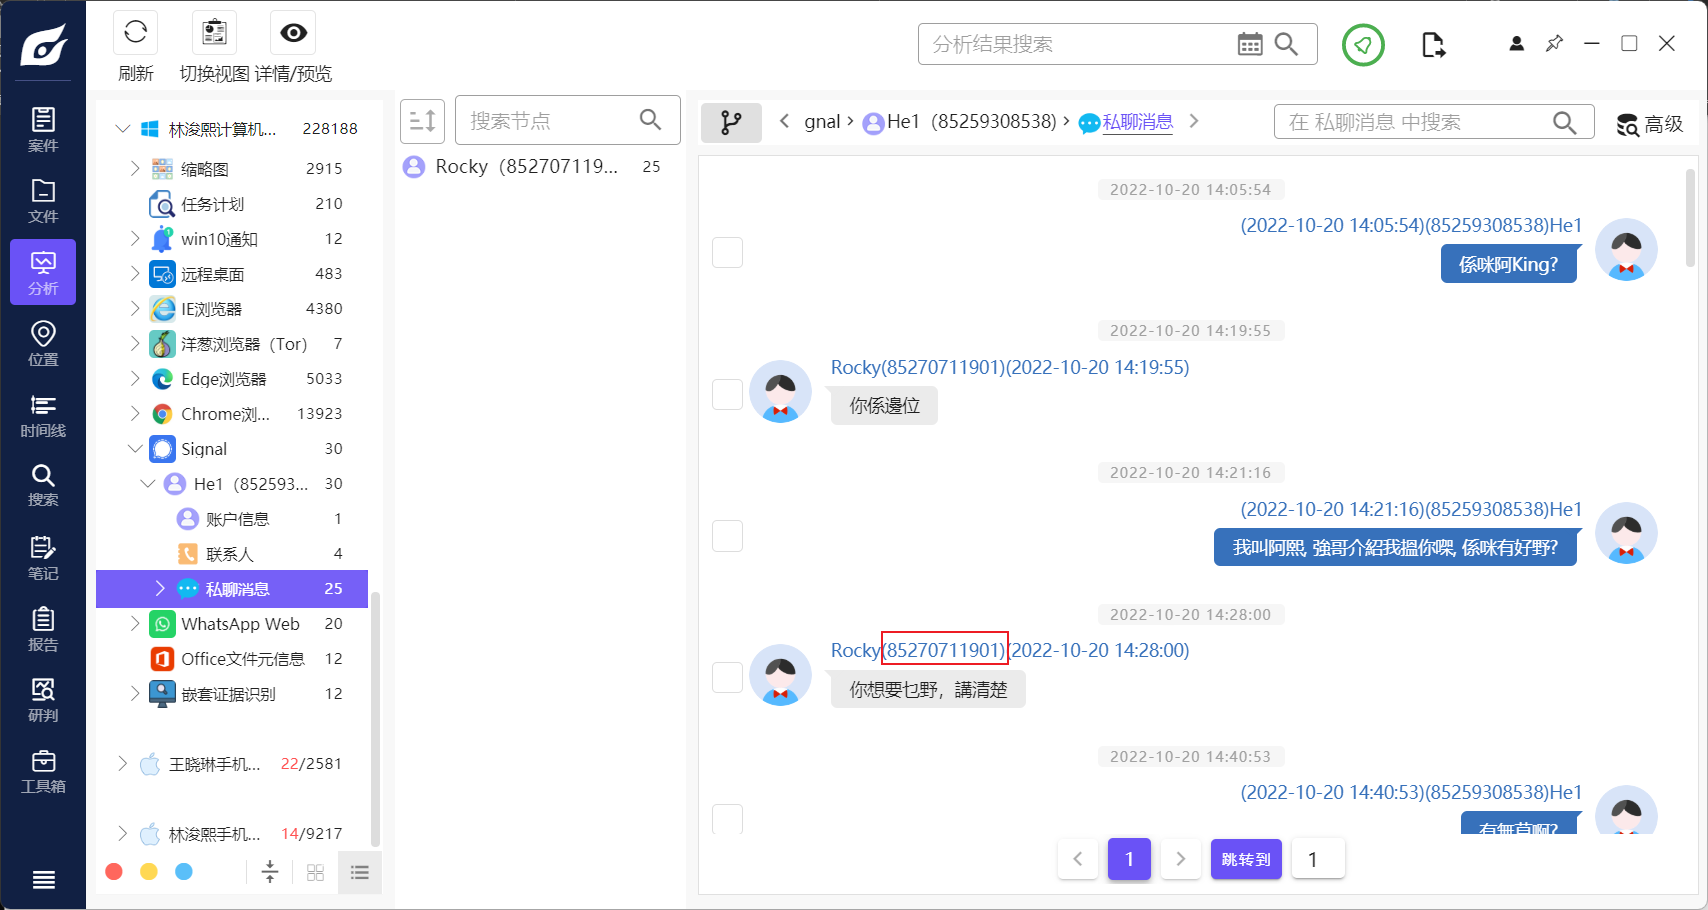 刷新
切换视图
详情/预览
分析结果搜索
案件
文件
分析
位置
时间线
搜索
笔记
报告
研判
工具箱
林浚熙计算机... 228188
缩略图 2915
任务计划 210
win10通知 12
远程桌面 483
IE浏览器 4380
洋葱浏览器（Tor） 7
Edge浏览器 5033
Chrome浏... 13923
Signal 30
He1（852593... 30
账户信息 1
联系人 4
私聊消息 25
WhatsApp Web 20
Office文件元信息 12
嵌套证据识别 12
王晓琳手机... 22/2581
林浚熙手机... 14/9217
搜索节点
Rocky（852707119... 25
gnal
He1（85259308538）
私聊消息
在 私聊消息 中搜索
高级
2022-10-20 14:05:54
(2022-10-20 14:05:54)(85259308538)He1
係咪阿King?
2022-10-20 14:19:55
Rocky(85270711901)(2022-10-20 14:19:55)
你係邊位
2022-10-20 14:21:16
(2022-10-20 14:21:16)(85259308538)He1
我叫阿熙, 強哥介紹我搵你㗎, 係咪有好野?
2022-10-20 14:28:00
Rocky(85270711901)(2022-10-20 14:28:00)
你想要乜野，講清楚
2022-10-20 14:40:53
(2022-10-20 14:40:53)(85259308538)He1
有無草啊?
1
跳转到
1